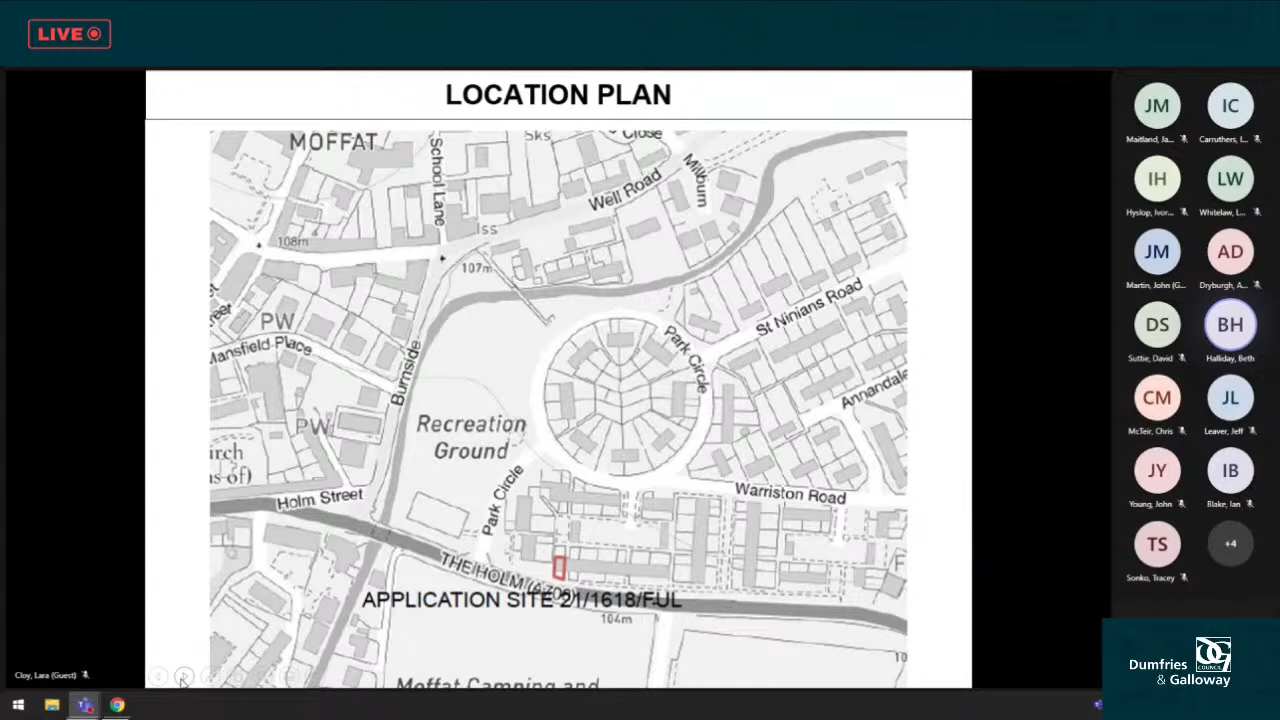 LIVE
LOCATION PLAN
MOFFAT
School Lane
Sks
Close
Well Road
Millburn
108m
Iss
107m
PW
Mansfield Place
Burnside
Park Circle
St Ninians Road
Annandale
Recreation
Ground
PW
Holm Street
Park Circle
Warriston Road
THE HOLM
APPLICATION SITE 21/1618/FUL
104m
Moffat Camping and
Cloy, Lara (Guest)
JM
IC
Maitland, Ja...
Carruthers, I...
IH
LW
Hyslop, Ivor...
Whitelaw, L...
JM
AD
Martin, John (G...
Dryburgh, A...
DS
BH
Suttie, David
Halliday, Beth
CM
JL
McTeir, Chris
Leaver, Jeff
JY
IB
Young, John
Blake, Ian
TS
+4
Sonko, Tracey
Dumfries
& Galloway
COUNCIL